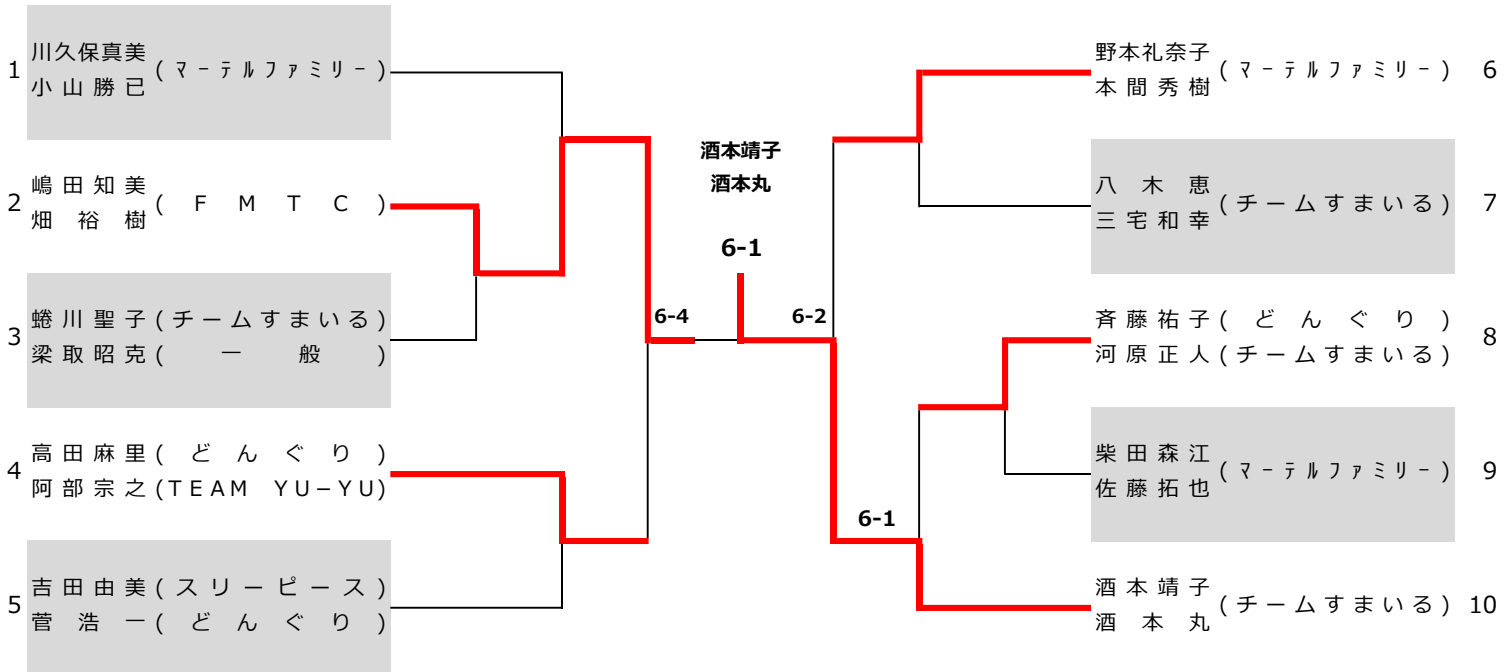 1 川久保真美 (マーテルファミリー)
小山勝已
2 嶋田知美 (FMTC)
畑裕樹
3 蜷川聖子(チームすまいる)
梁取昭克(一般)
4 高田麻里(どんぐり)
阿部宗之(TEAM YU-YU)
5 吉田由美(スリーピース)
菅浩一(どんぐり)
酒本靖子
酒本丸
6-1
6-4
6-2
6-1
野本礼奈子 (マーテルファミリー) 6
本間秀樹
八木恵 (チームすまいる) 7
三宅和幸
斉藤祐子(どんぐり) 8
河原正人(チームすまいる)
柴田森江 (マーテルファミリー) 9
佐藤拓也
酒本靖子 (チームすまいる) 10
酒本丸